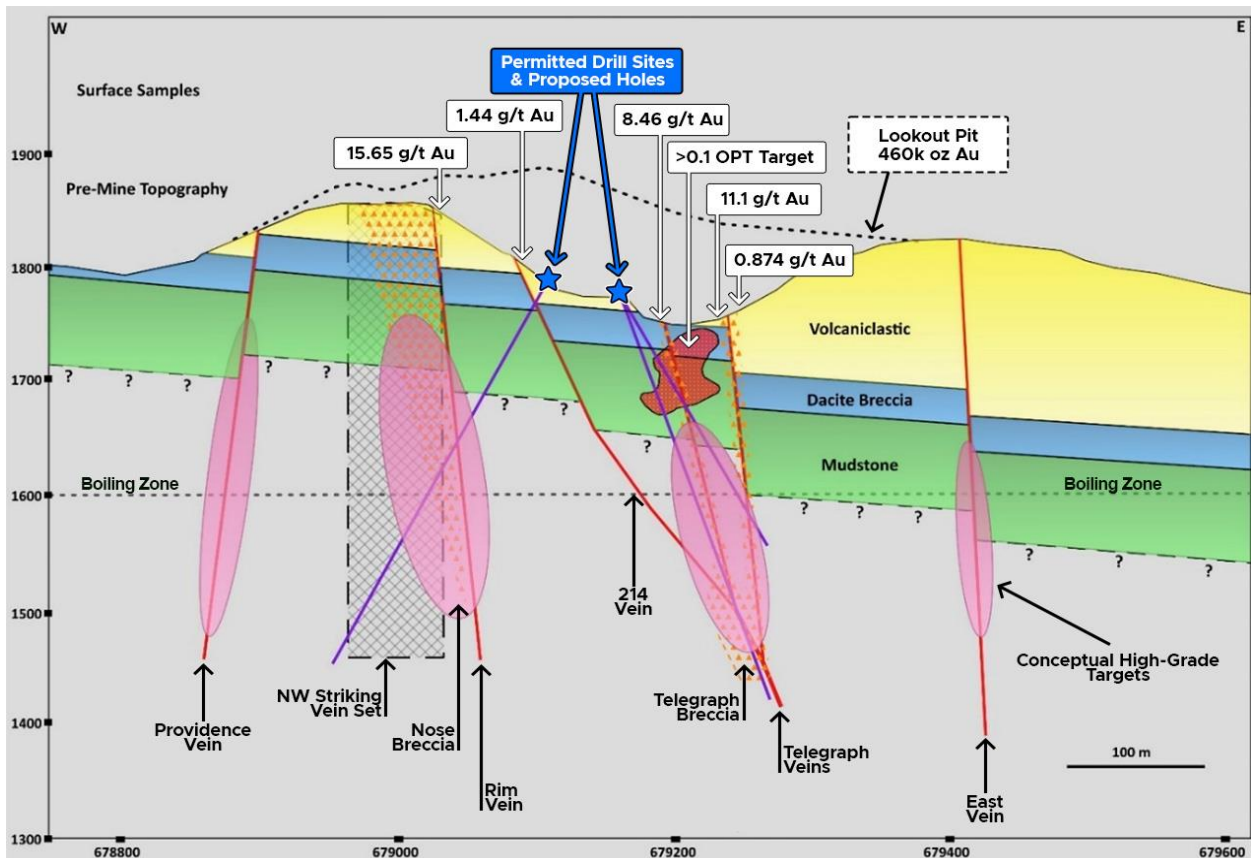 W
E
Permitted Drill Sites
& Proposed Holes
Surface Samples
1.44 g/t Au
8.46 g/t Au
Lookout Pit
460k oz Au
15.65 g/t Au
>0.1 OPT Target
1900
Pre-Mine Topography
11.1 g/t Au
0.874 g/t Au
1800
Volcaniclastic
1700
? ? ? ? ? ?
Dacite Breccia
?
Mudstone
Boiling Zone
Boiling Zone
1600
? ? ?
? ? ?
214
Vein
1500
Conceptual High-Grade
Targets
NW Striking
Vein Set
Telegraph
Breccia
1400
Providence
Vein
Nose
Breccia
Telegraph
Veins
100 m
Rim
Vein
East
Vein
1300
678800
679000
679200
679400
679600